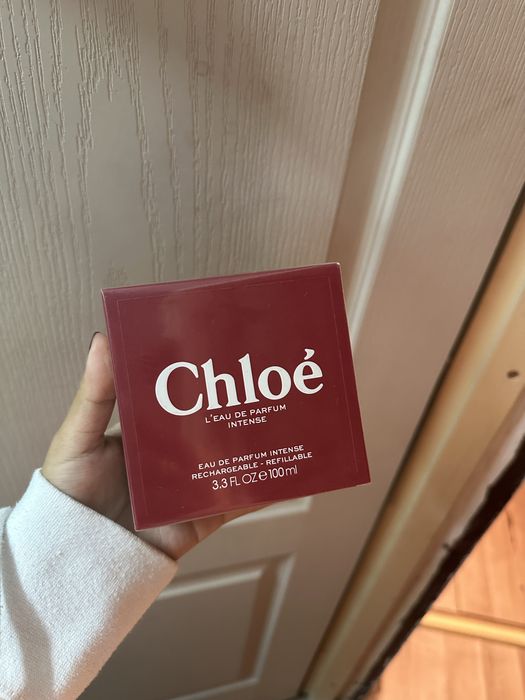 Chloé
L'EAU DE PARFUM
INTENSE
EAU DE PARFUM INTENSE
RECHARGEABLE - REFILLABLE
3.3 FL OZ e 100 ml